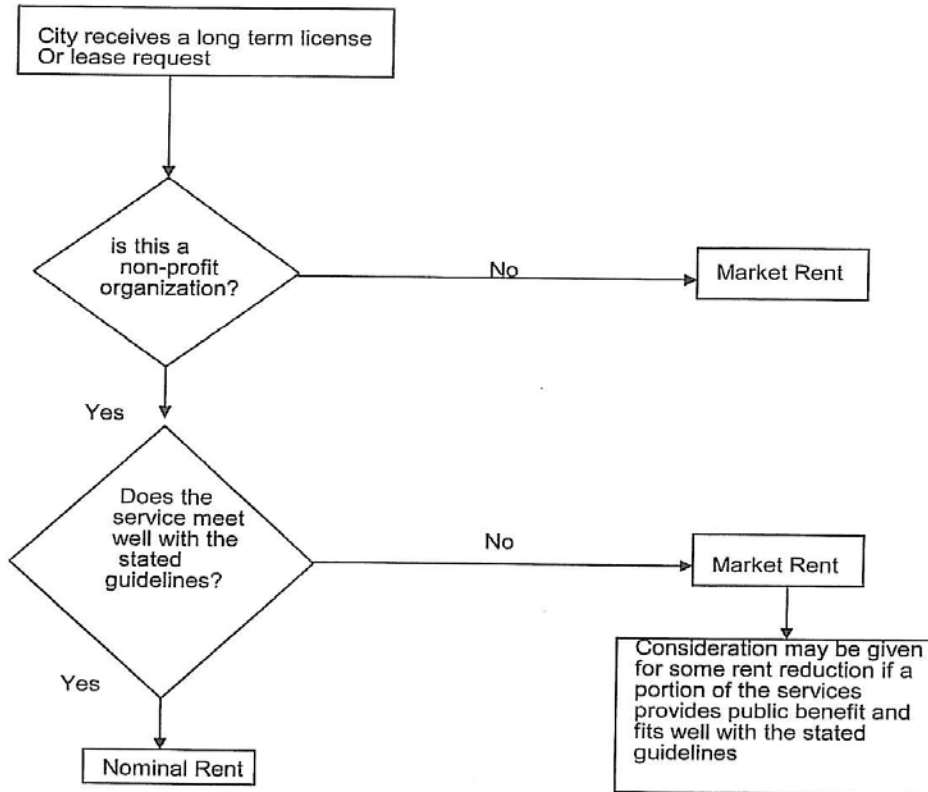 City receives a long term license
Or lease request
is this a
non-profit
organization?
No
Market Rent
Yes
Does the
service meet
well with the
stated
guidelines?
No
Market Rent
Consideration may be given
for some rent reduction if a
portion of the services
provides public benefit and
fits well with the stated
guidelines
Yes
Nominal Rent